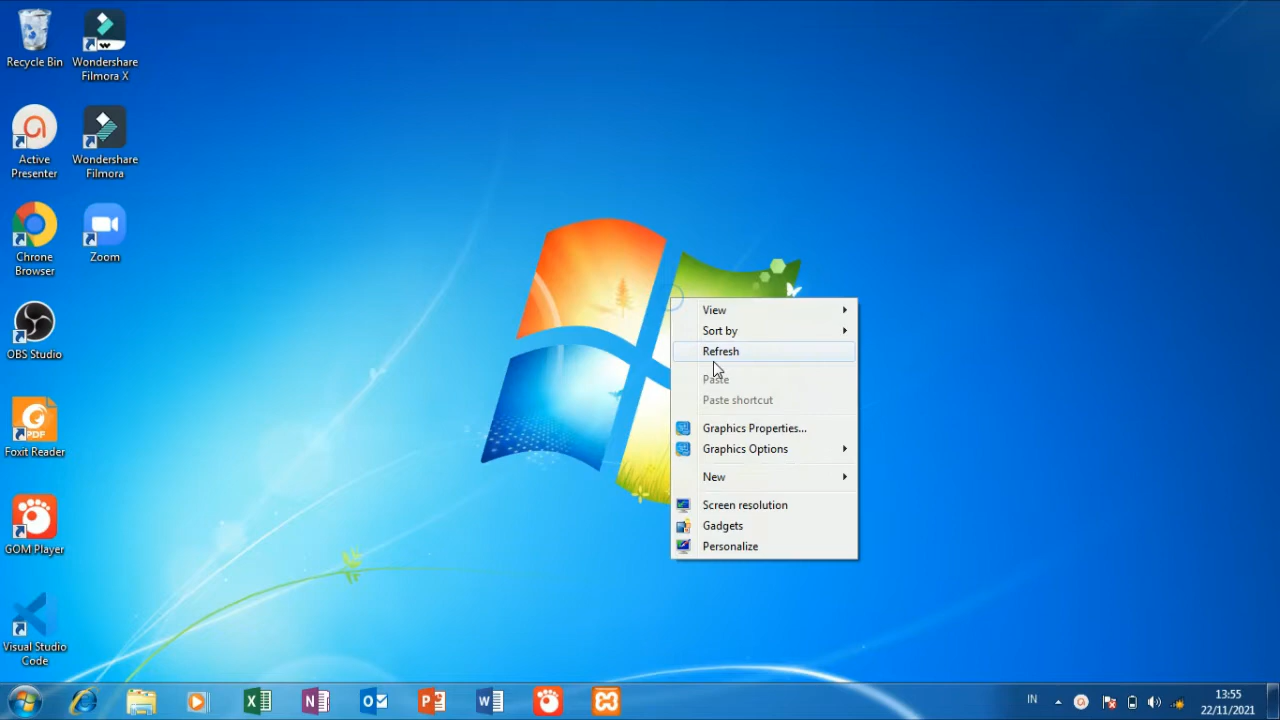 Recycle Bin
Wondershare
Filmora X
Active
Presenter
Wondershare
Filmora
Chrone
Browser
Zoom
OBS Studio
PDF
Foxit Reader
GOM Player
Visual Studio
Code
View
Sort by
Refresh
Paste
Paste shortcut
Graphics Properties...
Graphics Options
New
Screen resolution
Gadgets
Personalize
IN
13:55
22/11/2021